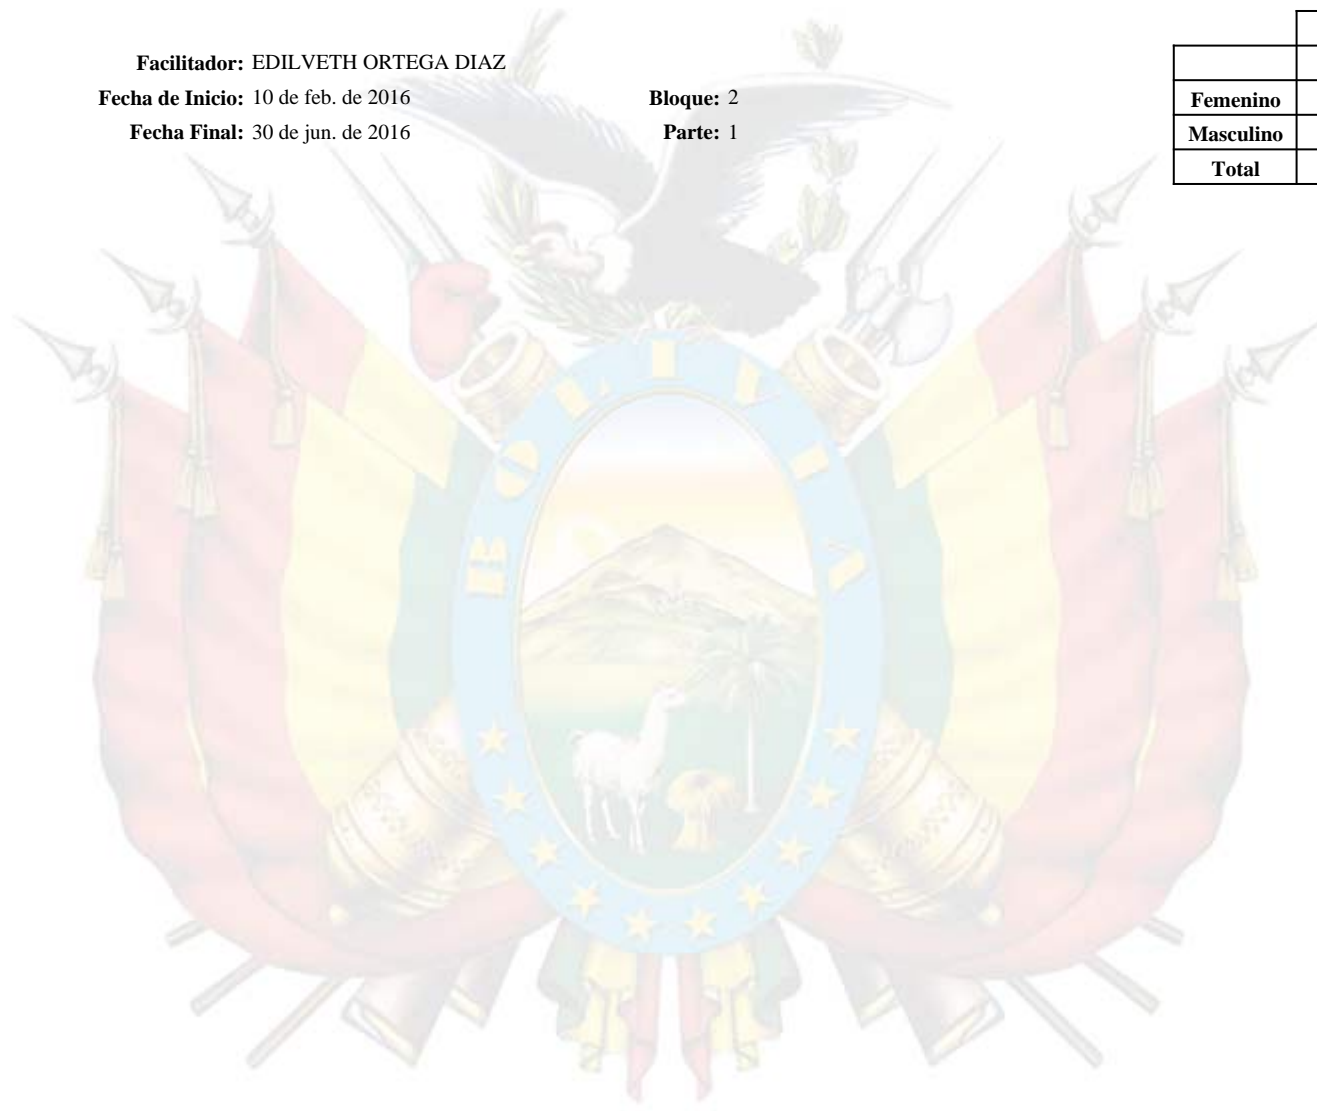 Facilitador: EDILVETH ORTEGA DIAZ
Fecha de Inicio: 10 de feb. de 2016 Bloque: 2
Fecha Final: 30 de jun. de 2016 Parte: 1
Femenino
Masculino
Total
BOLIVIA